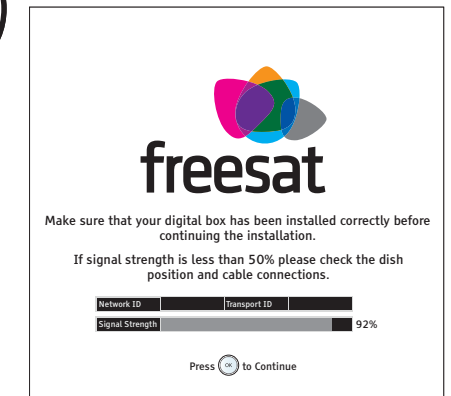 freesat
Make sure that your digital box has been installed correctly before
continuing the installation.
If signal strength is less than 50% please check the dish
position and cable connections.
Network ID Transport ID
Signal Strength 92%
Press OK to Continue